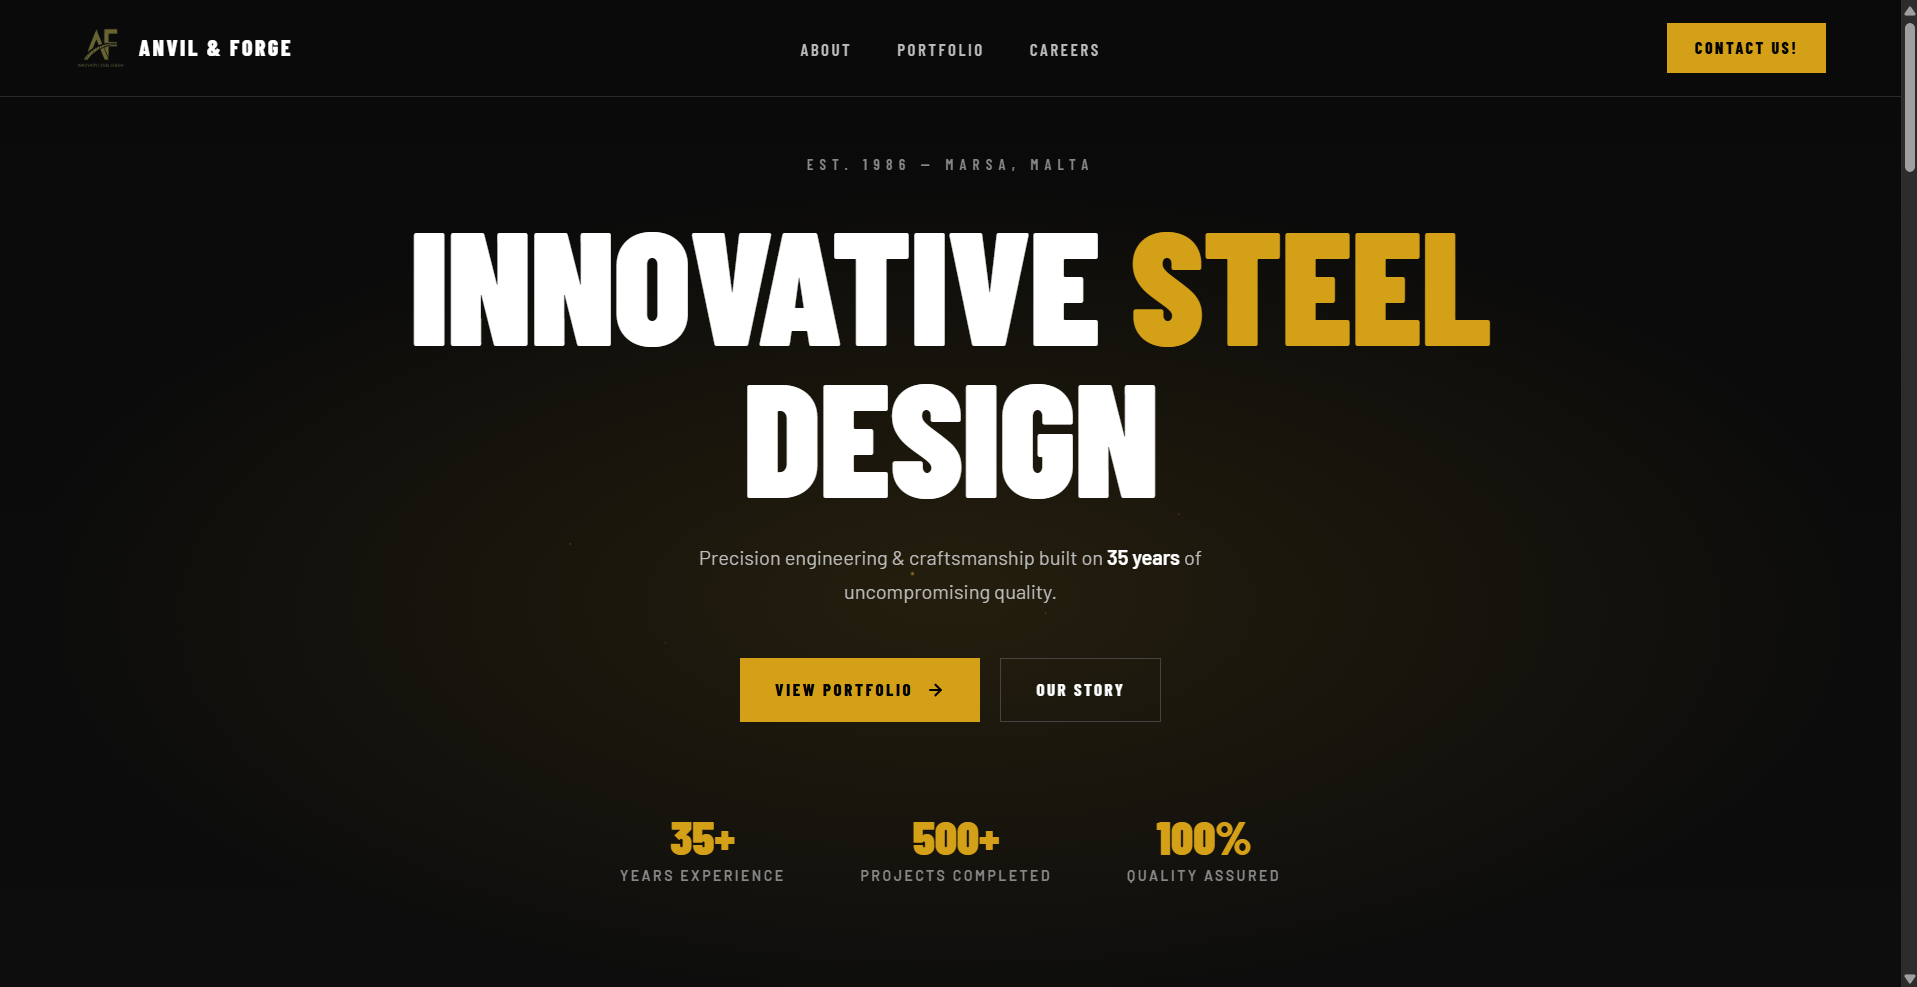 AF
ANVIL & FORGE
ABOUT
PORTFOLIO
CAREERS
CONTACT US!
EST. 1986 — MARSA, MALTA
INNOVATIVE STEEL
DESIGN
Precision engineering & craftsmanship built on 35 years of
uncompromising quality.
VIEW PORTFOLIO →
OUR STORY
35+
YEARS EXPERIENCE
500+
PROJECTS COMPLETED
100%
QUALITY ASSURED